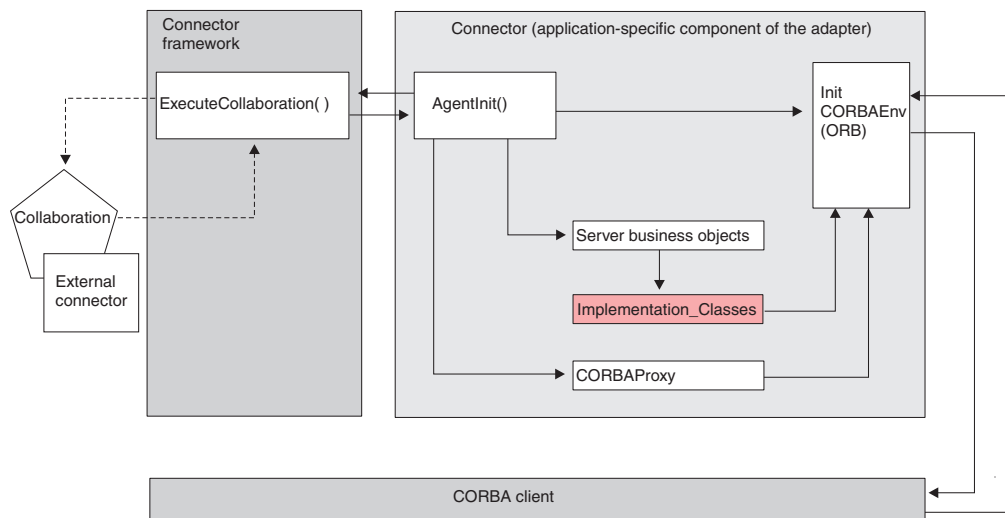 Connector
framework
Connector (application-specific component of the adapter)
ExecuteCollaboration( )
AgentInit()
Init
CORBAEnv
(ORB)
Collaboration
External
connector
Server business objects
Implementation_Classes
CORBAProxy
CORBA client